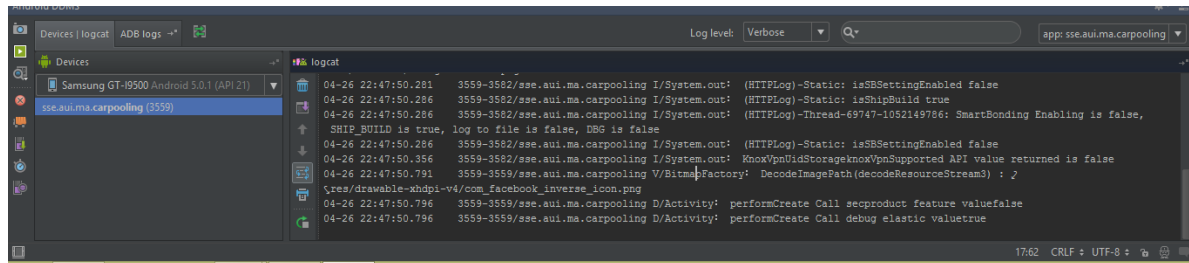 Android DDMS
Devices | logcat ADB logs Log level: Verbose app: sse.aui.ma.carpooling
Devices
logcat
Samsung GT-I9500 Android 5.0.1 (API 21)
sse.aui.ma.carpooling (3559)
04-26 22:47:50.281 3559-3582/sse.aui.ma.carpooling I/System.out: (HTTPLog)-Static: isSBSettingEnabled false
04-26 22:47:50.286 3559-3582/sse.aui.ma.carpooling I/System.out: (HTTPLog)-Static: isShipBuild true
04-26 22:47:50.286 3559-3582/sse.aui.ma.carpooling I/System.out: (HTTPLog)-Thread-69747-1052149786: SmartBonding Enabling is false,
SHIP_BUILD is true, log to file is false, DBG is false
04-26 22:47:50.286 3559-3582/sse.aui.ma.carpooling I/System.out: (HTTPLog)-Static: isSBSettingEnabled false
04-26 22:47:50.356 3559-3582/sse.aui.ma.carpooling I/System.out: KnoxVpnUidStorageknoxVpnSupported API value returned is false
04-26 22:47:50.791 3559-3559/sse.aui.ma.carpooling V/BitmapFactory: DecodeImagePath(decodeResourceStream3) :
res/drawable-xhdpi-v4/com_facebook_inverse_icon.png
04-26 22:47:50.796 3559-3559/sse.aui.ma.carpooling D/Activity: performCreate Call secproduct feature valuefalse
04-26 22:47:50.796 3559-3559/sse.aui.ma.carpooling D/Activity: performCreate Call debug elastic valuetrue
17:62 CRLF UTF-8